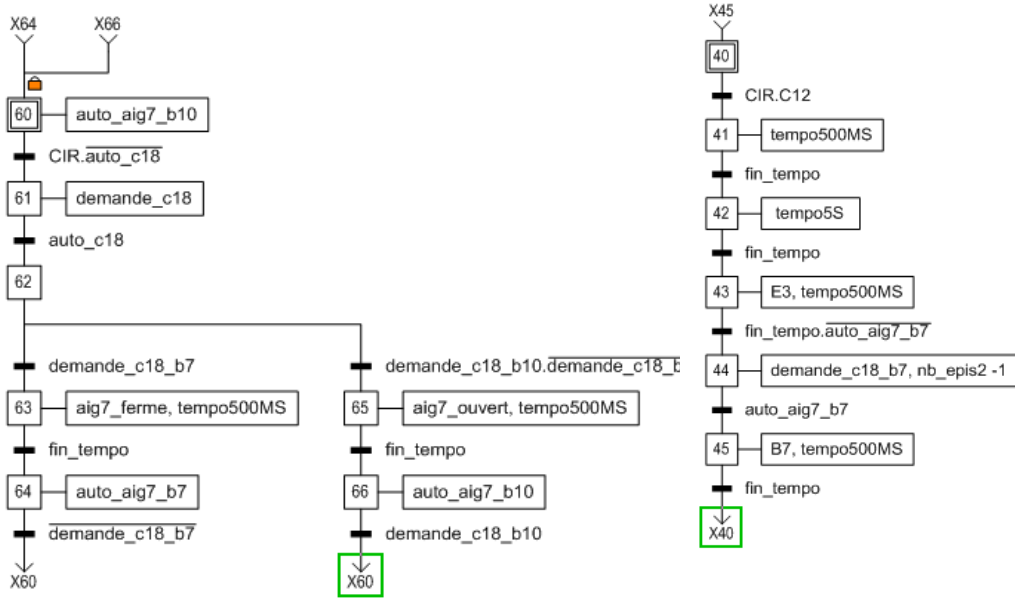 X64
X66
60
auto_aig7_b10
CIR.auto_c18
61
demande_c18
auto_c18
62
demande_c18_b7
63
aig7_ferme, tempo500MS
fin_tempo
64
auto_aig7_b7
demande_c18_b7
X60
demande_c18_b10.demande_c18_b
65
aig7_ouvert, tempo500MS
fin_tempo
66
auto_aig7_b10
demande_c18_b10
X60
X45
40
CIR.C12
41
tempo500MS
fin_tempo
42
tempo5S
fin_tempo
43
E3, tempo500MS
fin_tempo.auto_aig7_b7
44
demande_c18_b7, nb_epis2 -1
auto_aig7_b7
45
B7, tempo500MS
fin_tempo
X40